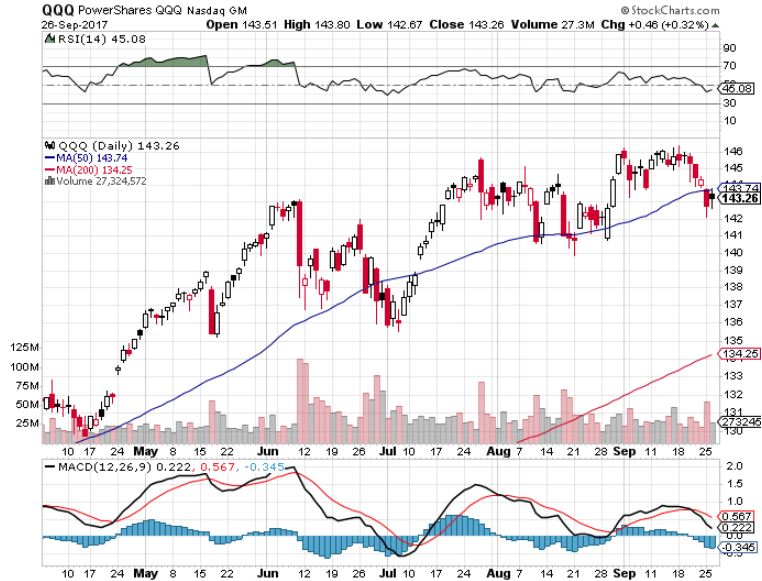 QQQ PowerShares QQQ Nasdaq GM © StockCharts.com
26-Sep-2017 Open 143.51 High 143.80 Low 142.67 Close 143.26 Volume 27.3M Chg +0.46 (+0.32%)
RSI(14) 45.08
90
70
50
45.08
30
10
QQQ (Daily) 143.26
MA(50) 143.74
MA(200) 134.25
Volume 27,324,572
146
145
144
143.74
143.26
142
141
140
139
138
137
136
135
134.25
133
132
131
130
125M
100M
75M
50M
25M
273245
10 17 24 May 8 15 22 Jun 12 19 26 Jul 10 17 24 Aug 7 14 21 28 Sep 11 18 25
MACD(12,26,9) 0.222, 0.567, -0.345
2.0
1.5
1.0
0.567
0.222
0.0
-0.345
10 17 24 May 8 15 22 Jun 12 19 26 Jul 10 17 24 Aug 7 14 21 28 Sep 11 18 25